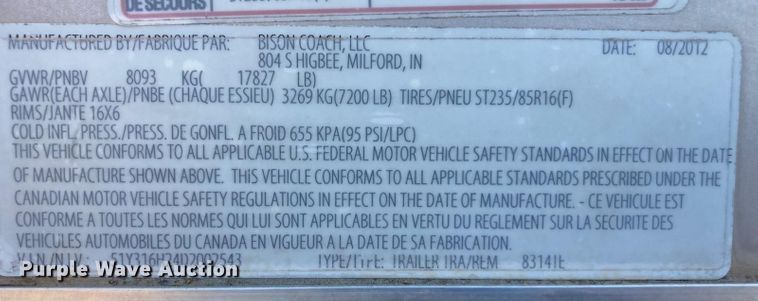 DE SECOURS
MANUFACTURED BY/FABRIQUE PAR: BISON COACH, LLC DATE: 08/2012
804 S HIGBEE, MILFORD, IN
GVWR/PNBV 8093 KG( 17827 LB)
GAWR(EACH AXLE)/PNBE (CHAQUE ESSIEU) 3269 KG(7200 LB) TIRES/PNEU ST235/85R16(F)
RIMS/JANTE 16X6
COLD INFL. PRESS./PRESS. DE GONFL. A FROID 655 KPA(95 PSI/LPC)
THIS VEHICLE CONFORMS TO ALL APPLICABLE U.S. FEDERAL MOTOR VEHICLE SAFETY STANDARDS IN EFFECT ON THE DATE
OF MANUFACTURE SHOWN ABOVE. THIS VEHICLE CONFORMS TO ALL APPLICABLE STANDARDS PRESCRIBED UNDER THE
CANADIAN MOTOR VEHICLE SAFETY REGULATIONS IN EFFECT ON THE DATE OF MANUFACTURE. - CE VEHICULE EST
CONFORME A TOUTES LES NORMES QUI LUI SONT APPLICABLES EN VERTU DU REGLEMENT SUR LA SECURITE DES
VEHICULES AUTOMOBILES DU CANADA EN VIGUEUR A LA DATE DE SA FABRICATION.
V.I.N./N.I.V.: TYPE/TYPE: TRAILER TRA/REM 8314TE
Purple Wave Auction